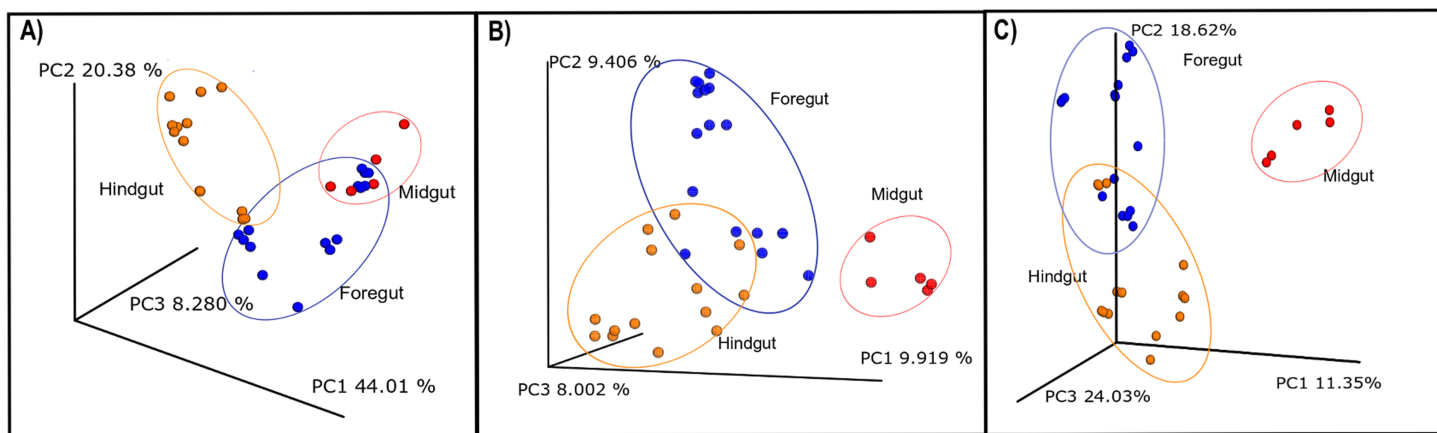 A)
PC2 20.38 %
Hindgut
Midgut
Foregut
PC3 8.280 %
PC1 44.01 %
B)
PC2 9.406 %
Foregut
Midgut
Hindgut
PC1 9.919 %
PC3 8.002 %
C)
PC2 18.62%
Foregut
Midgut
Hindgut
PC1 11.35%
PC3 24.03%